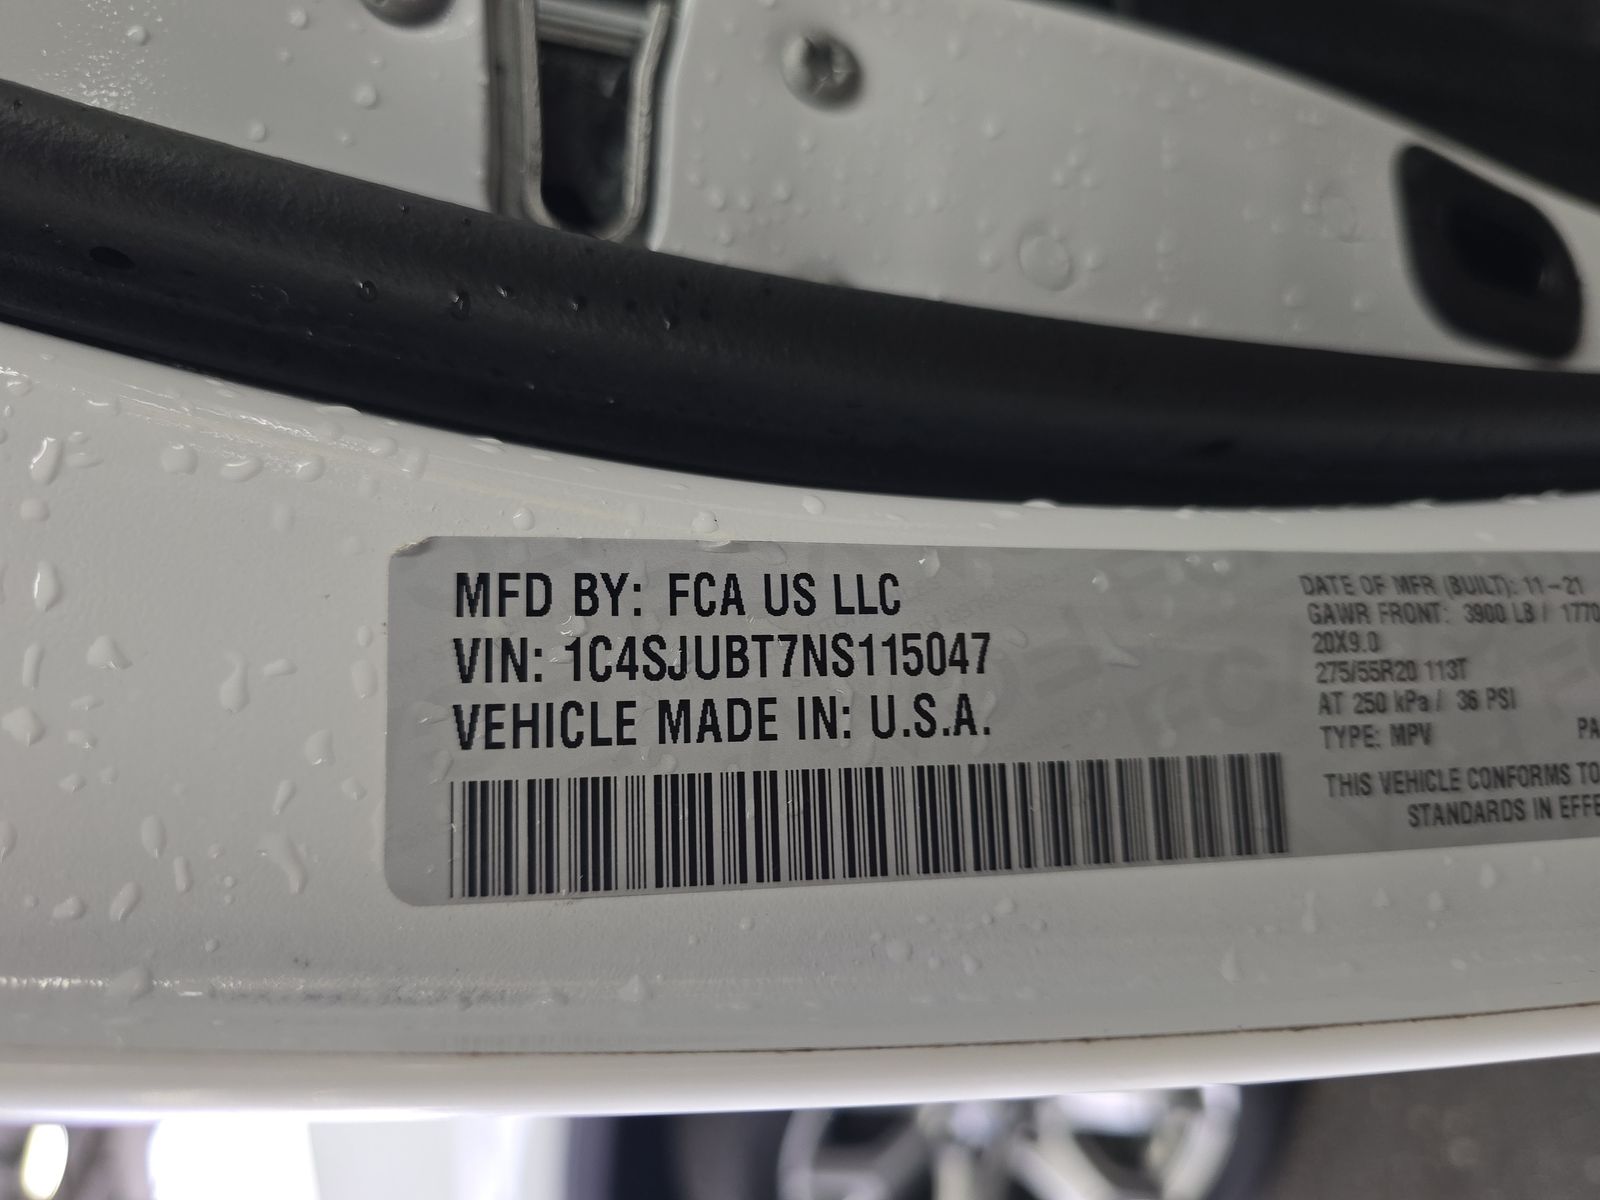 MFD BY: FCA US LLC
VIN: 1C4SJUBT7NS115047
VEHICLE MADE IN: U.S.A.
DATE OF MFR (BUILT): 11-21
GAWR FRONT: 3900 LB / 1770
20X9.0
275/55R20 113T
AT 250 kPa / 36 PSI
TYPE: MPV
PA
THIS VEHICLE CONFORMS TO
STANDARDS IN EFFE